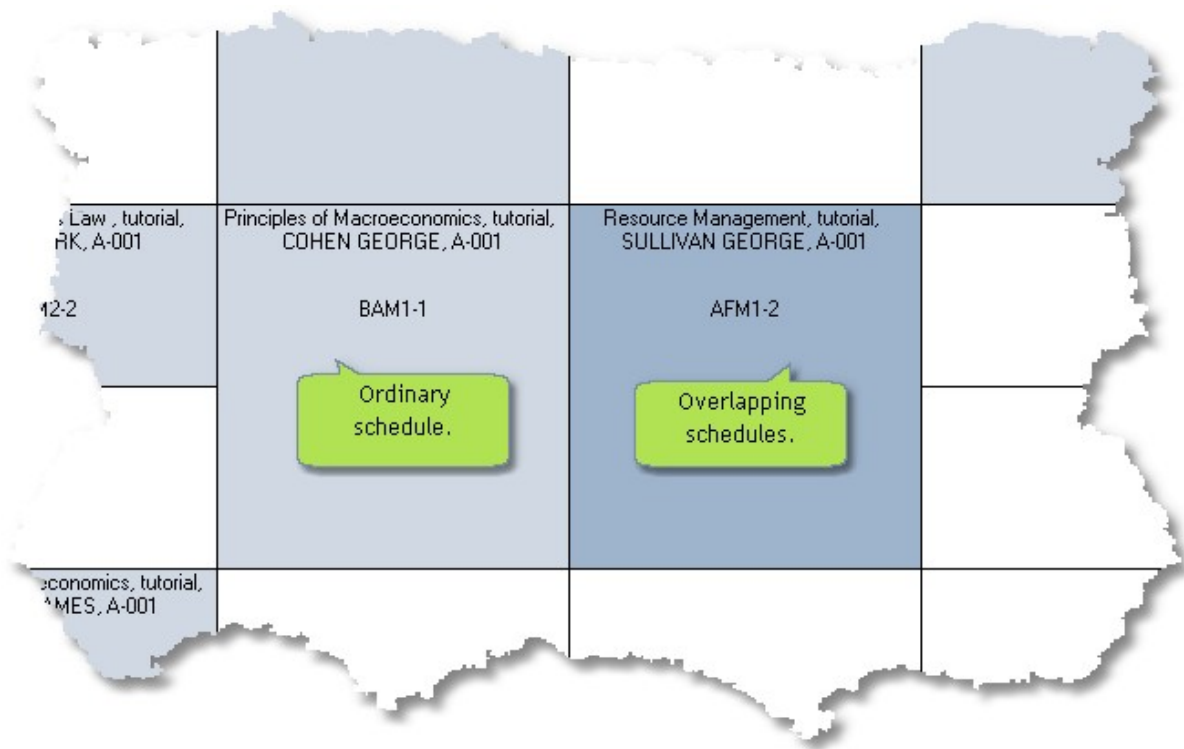 Law , tutorial,
A-001
Principles of Macroeconomics, tutorial,
COHEN GEORGE, A-001
BAM1-1
Ordinary
schedule.
Resource Management, tutorial,
SULLIVAN GEORGE, A-001
AFM1-2
Overlapping
schedules.
tutorial,
A-001